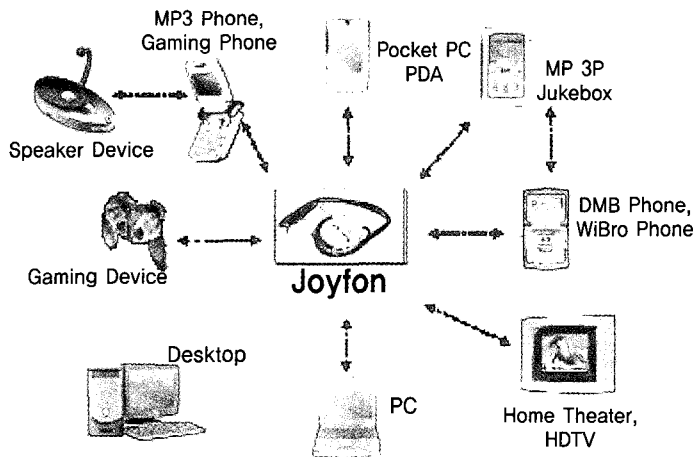 MP3 Phone,
Gaming Phone
Pocket PC
PDA
MP 3P
Jukebox
Speaker Device
DMB Phone,
WiBro Phone
Gaming Device
Joyfon
Desktop
PC
Home Theater,
HDTV